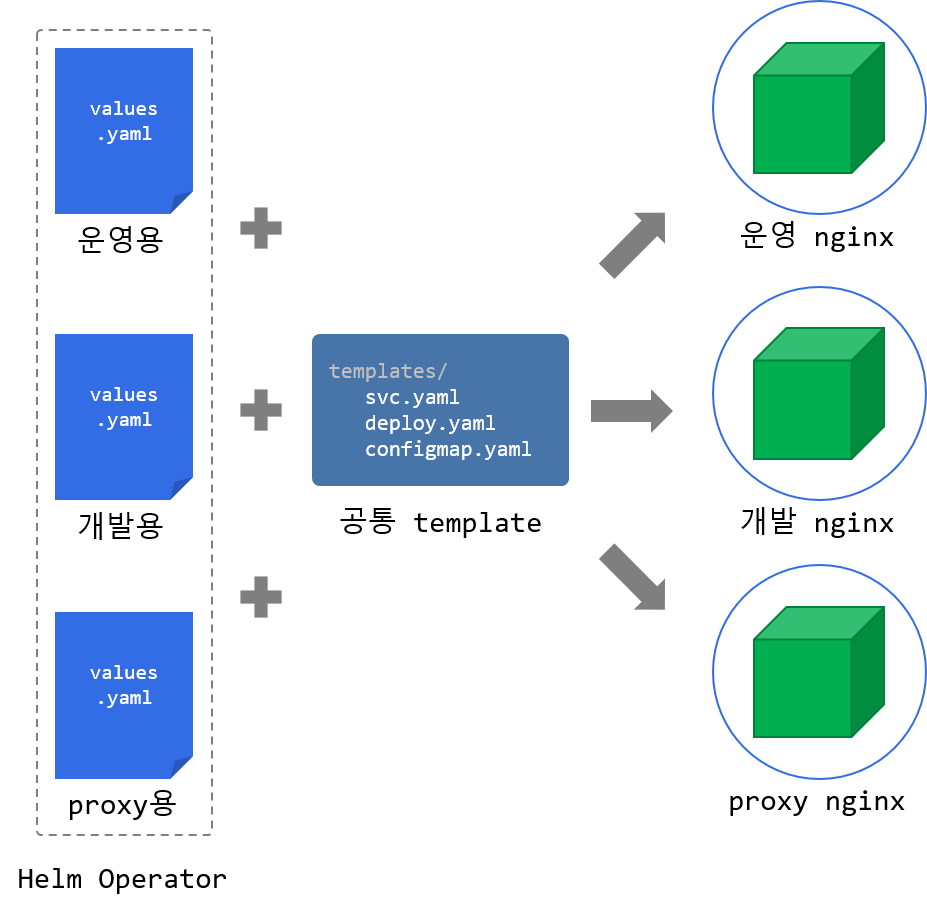 values
.yaml
운영용
values
.yaml
개발용
values
.yaml
proxy용
Helm Operator
templates/
svc.yaml
deploy.yaml
configmap.yaml
공통 template
운영 nginx
개발 nginx
proxy nginx